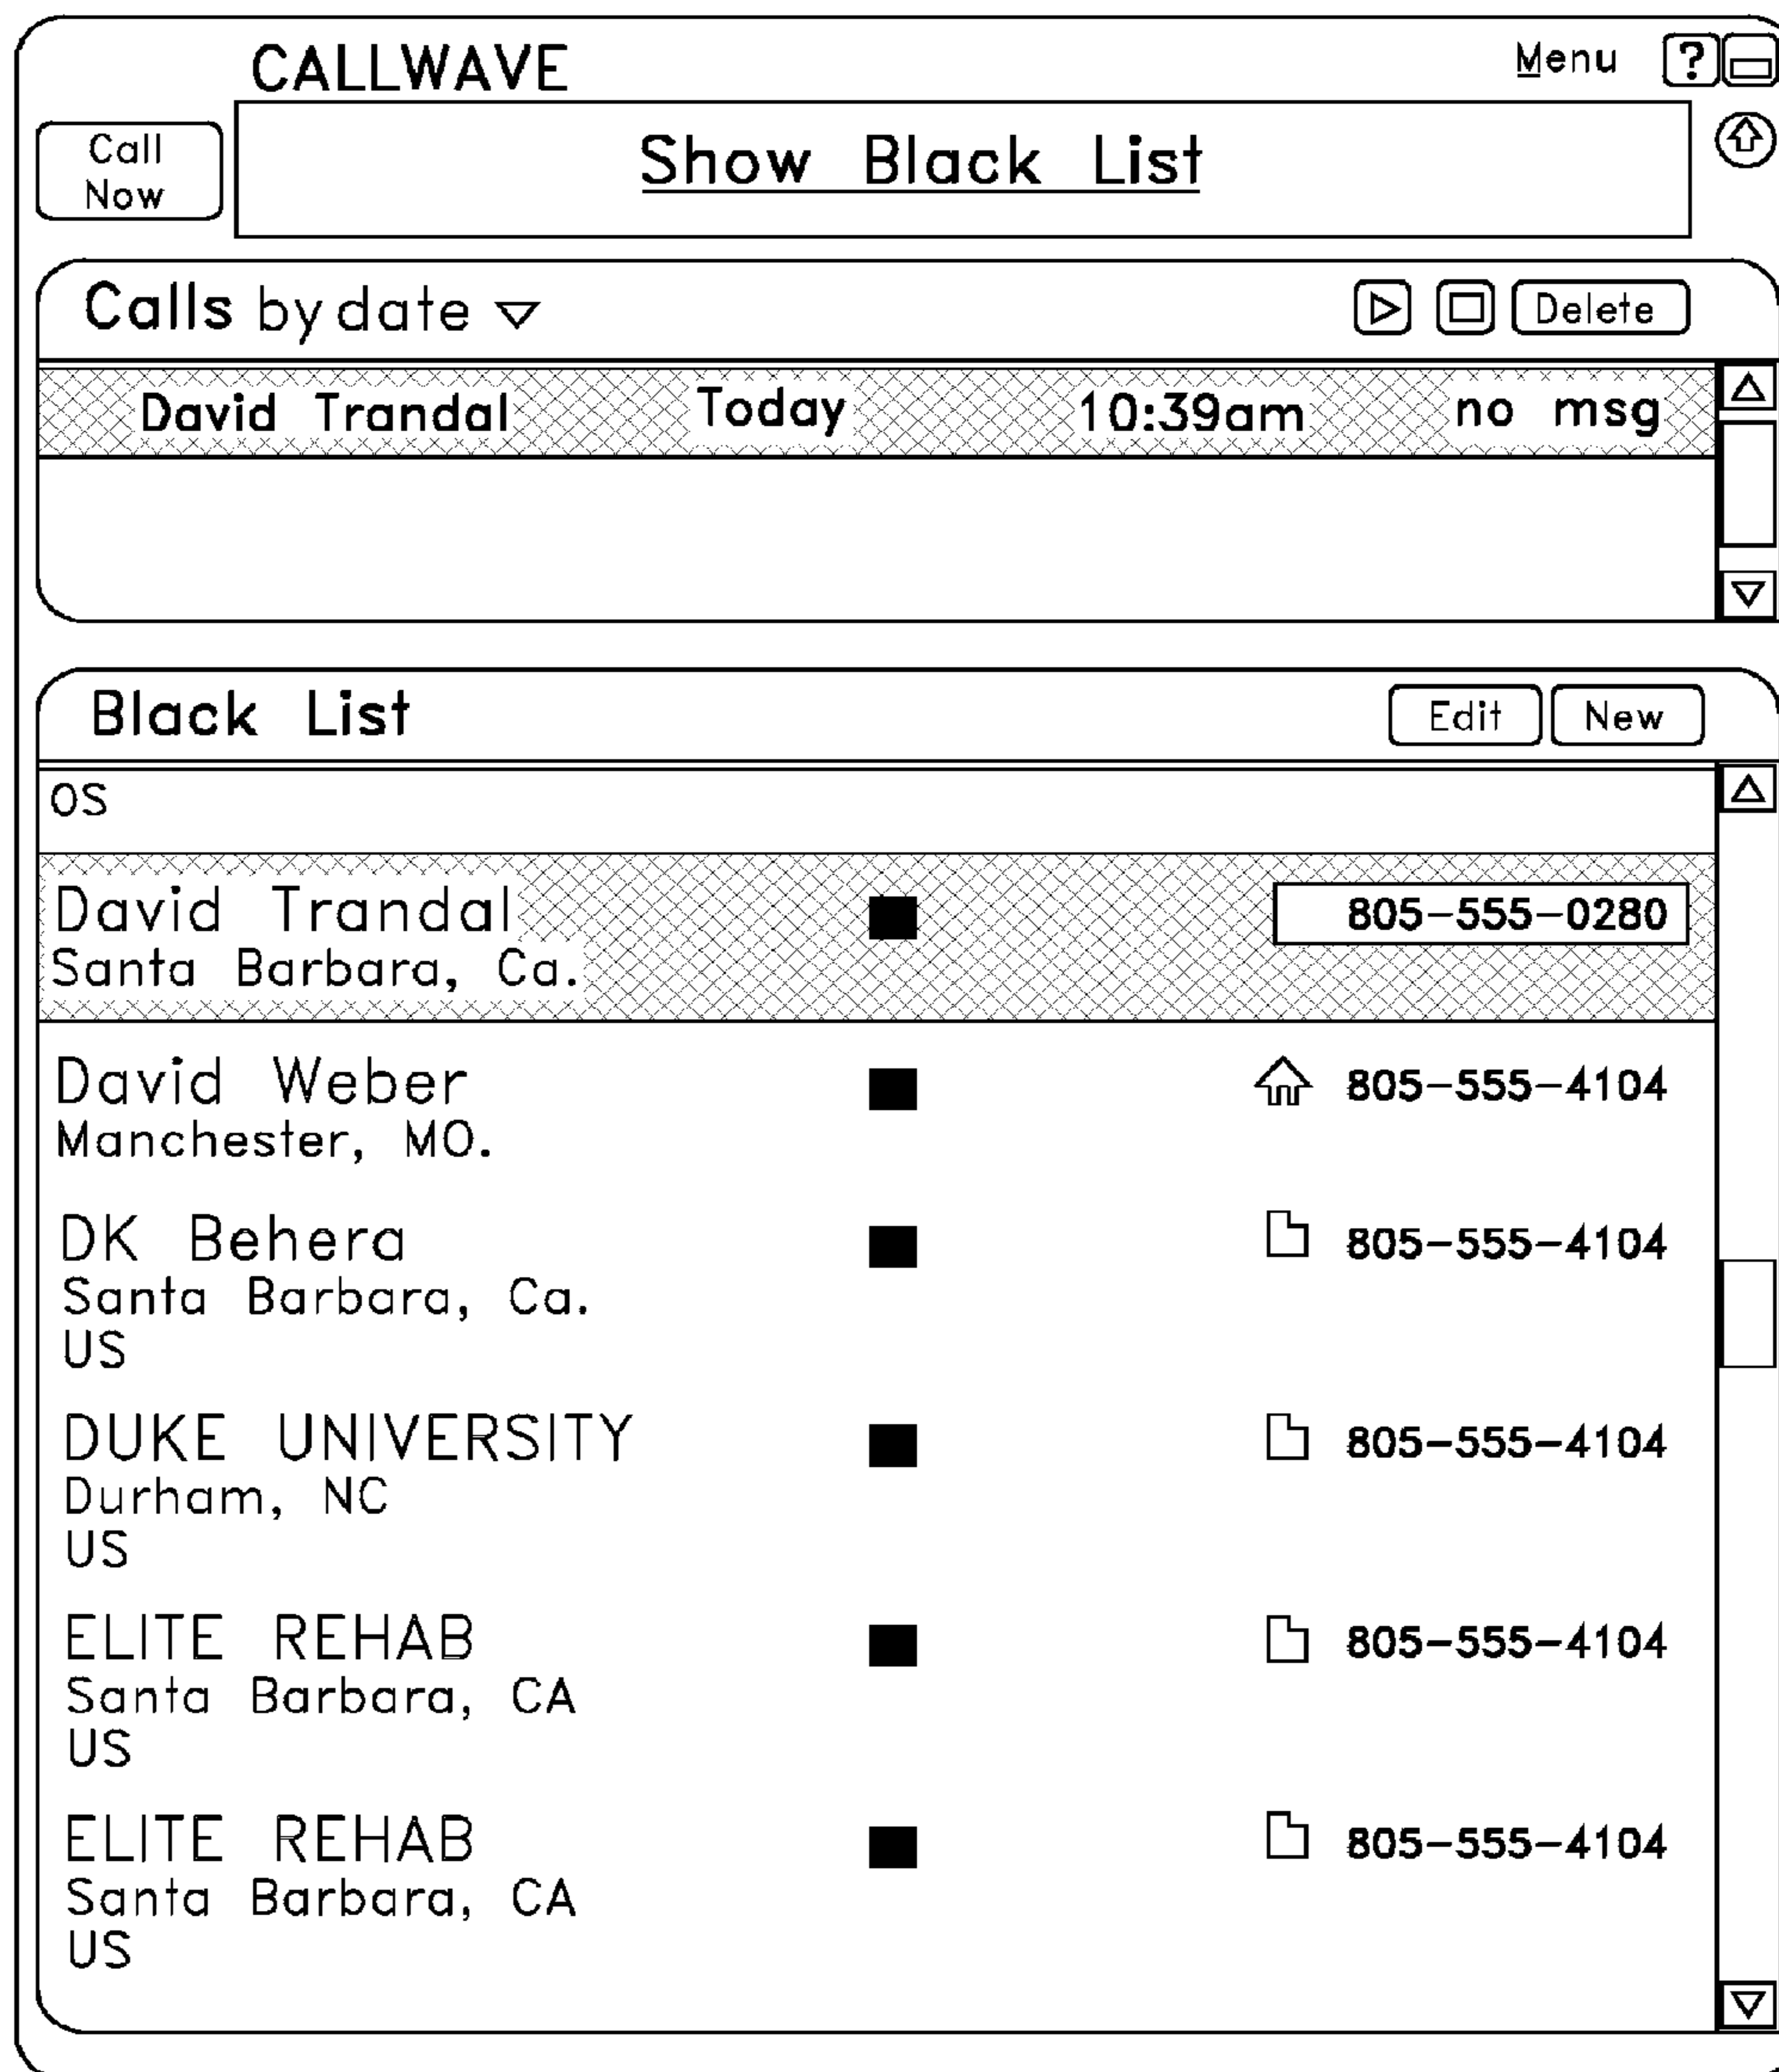 CALLWAVE
Menu ?
Call
Now
Show Black List
Calls by date
Delete
David Trandal Today 10:39am no msg
Black List
Edit New
OS
David Trandal 805-555-0280
Santa Barbara, Ca.
David Weber 805-555-4104
Manchester, MO.
DK Behera 805-555-4104
Santa Barbara, Ca.
US
DUKE UNIVERSITY 805-555-4104
Durham, NC
US
ELITE REHAB 805-555-4104
Santa Barbara, CA
US
ELITE REHAB 805-555-4104
Santa Barbara, CA
US